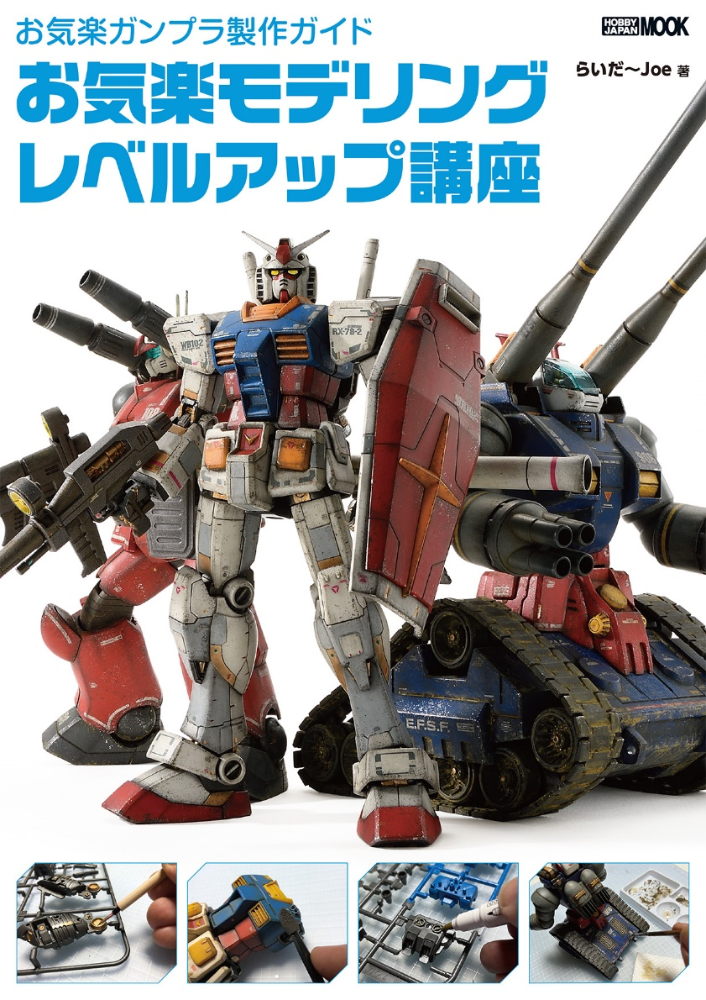 お気楽ガンプラ製作ガイド
HOBBY JAPAN MOOK
お気楽モデリング
レベルアップ講座
らいだ〜Joe 著
WB102
RX-78-2
E.F.S.F.